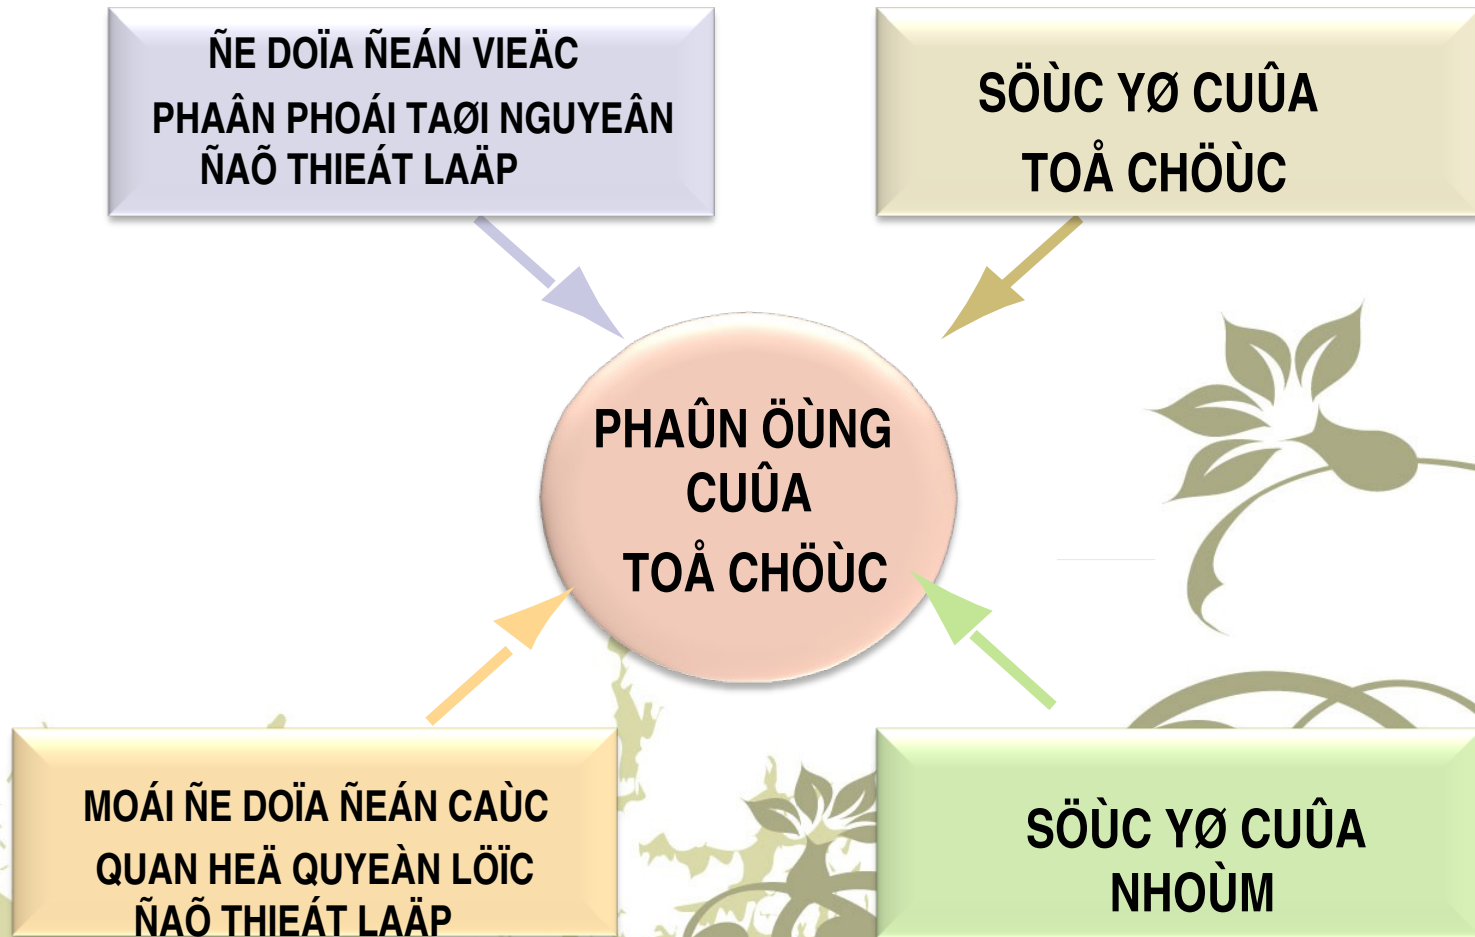 ÑE DOÏA ÑEÁN VIEÄC
PHAÂN PHOÁI TAØI NGUYEÂN
ÑAÕ THIEÁT LAÄP
SÖÙC YØ CUÛA
TOÅ CHÖÙC
PHAÛN ÖÙNG
CUÛA
TOÅ CHÖÙC
MOÁI ÑE DOÏA ÑEÁN CAÙC
QUAN HEÄ QUYEÀN LÖÏC
ÑAÕ THIEÁT LAÄP
SÖÙC YØ CUÛA
NHOÙM